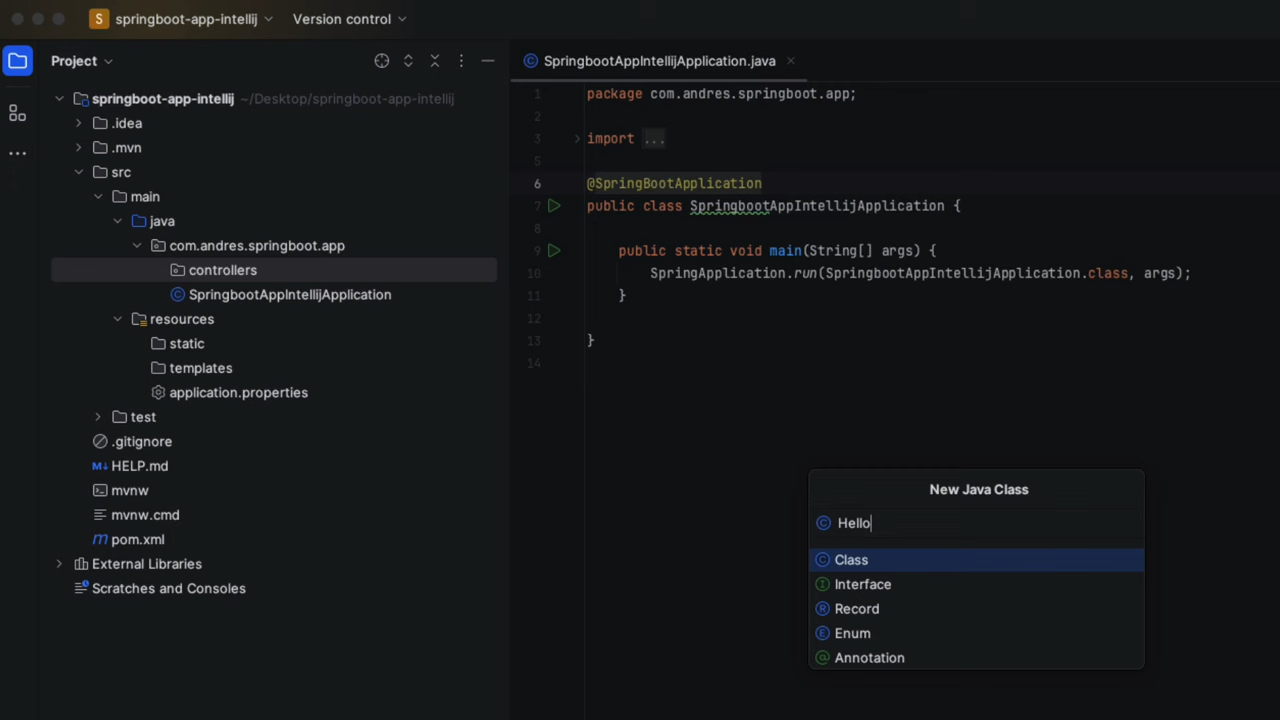 S springboot-app-intellij Version control
Project
springboot-app-intellij ~/Desktop/springboot-app-intellij
.idea
.mvn
src
main
java
com.andres.springboot.app
controllers
SpringbootAppIntellijApplication
resources
static
templates
application.properties
test
.gitignore
M↓ HELP.md
mvnw
mvnw.cmd
m pom.xml
External Libraries
Scratches and Consoles
SpringbootAppIntellijApplication.java
1 package com.andres.springboot.app;
2
3 import ...
5
6 @SpringBootApplication
7 public class SpringbootAppIntellijApplication {
8
9 public static void main(String[] args) {
10 SpringApplication.run(SpringbootAppIntellijApplication.class, args);
11 }
12
13 }
14
New Java Class
C Hello
C Class
I Interface
R Record
E Enum
@ Annotation